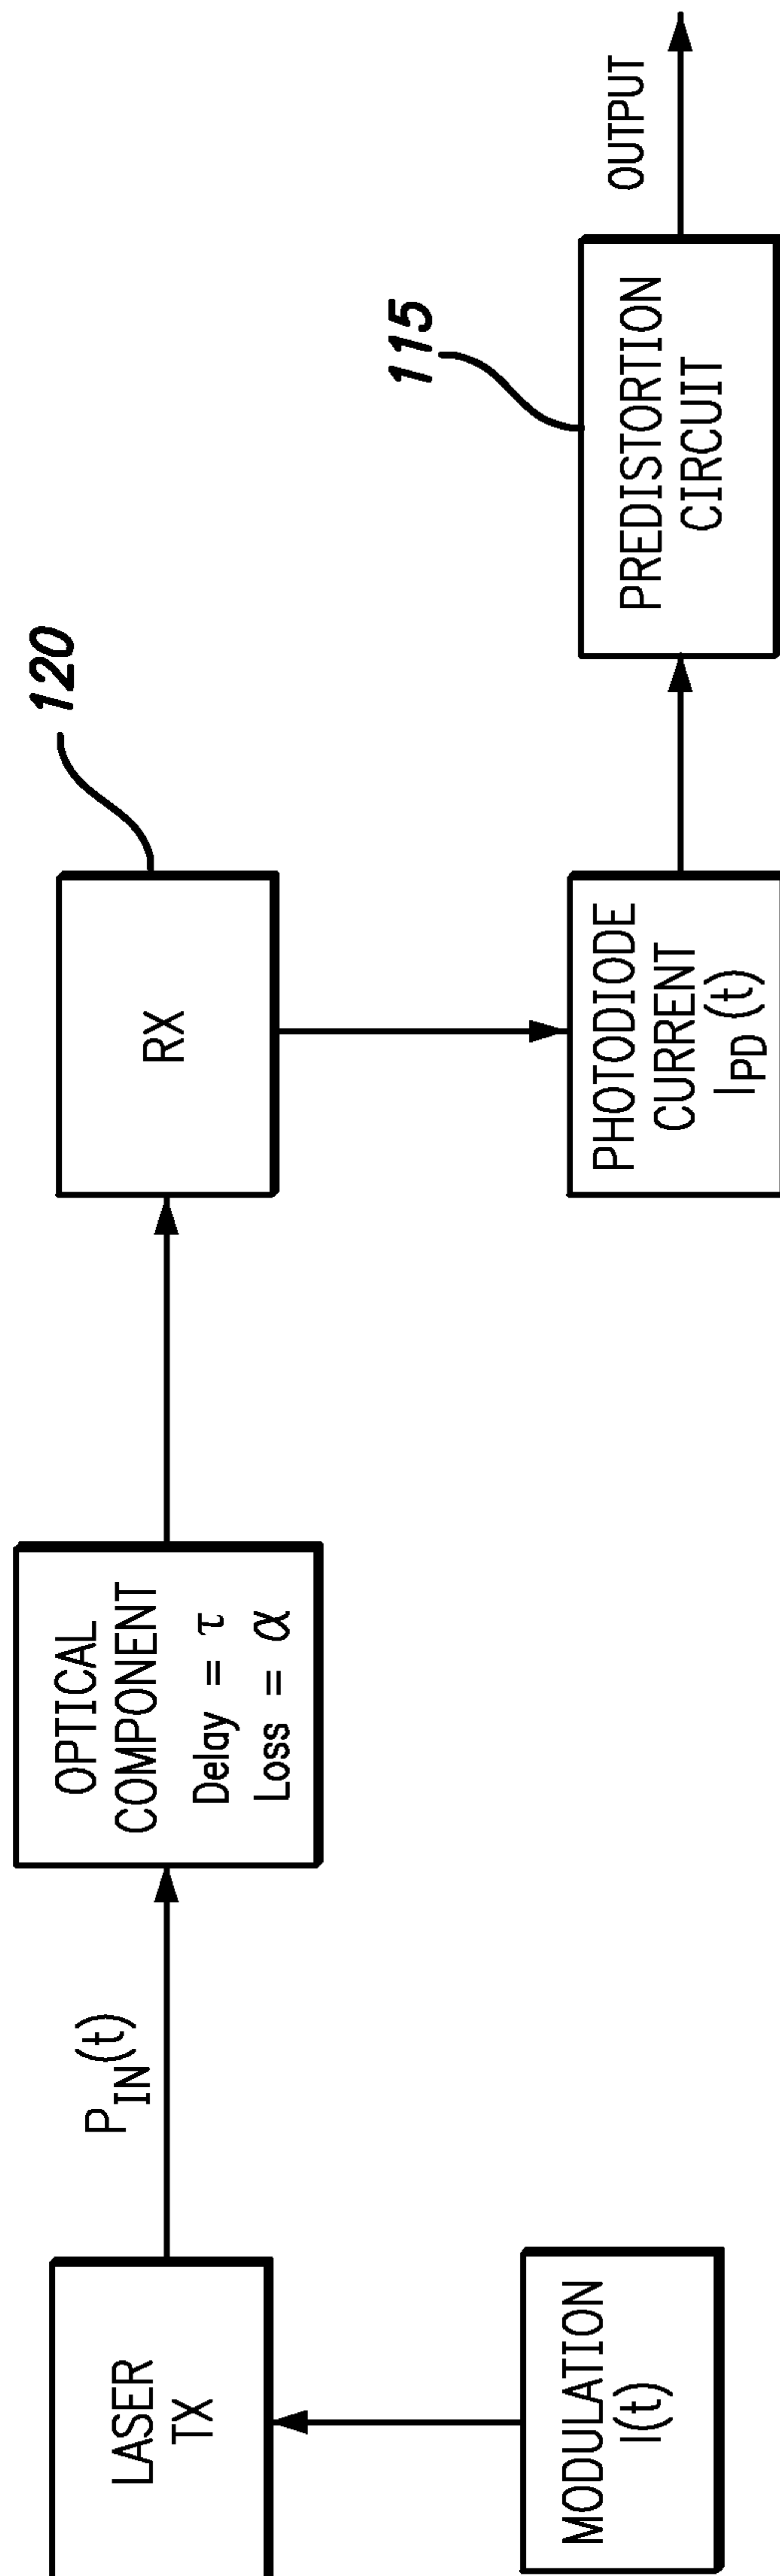 LASER
TX
MODULATION
I(t)
P_IN(t)
OPTICAL
COMPONENT
Delay = τ
Loss = α
RX
120
PHOTODIODE
CURRENT
I_PD (t)
PREDISTORTION
CIRCUIT
115
OUTPUT